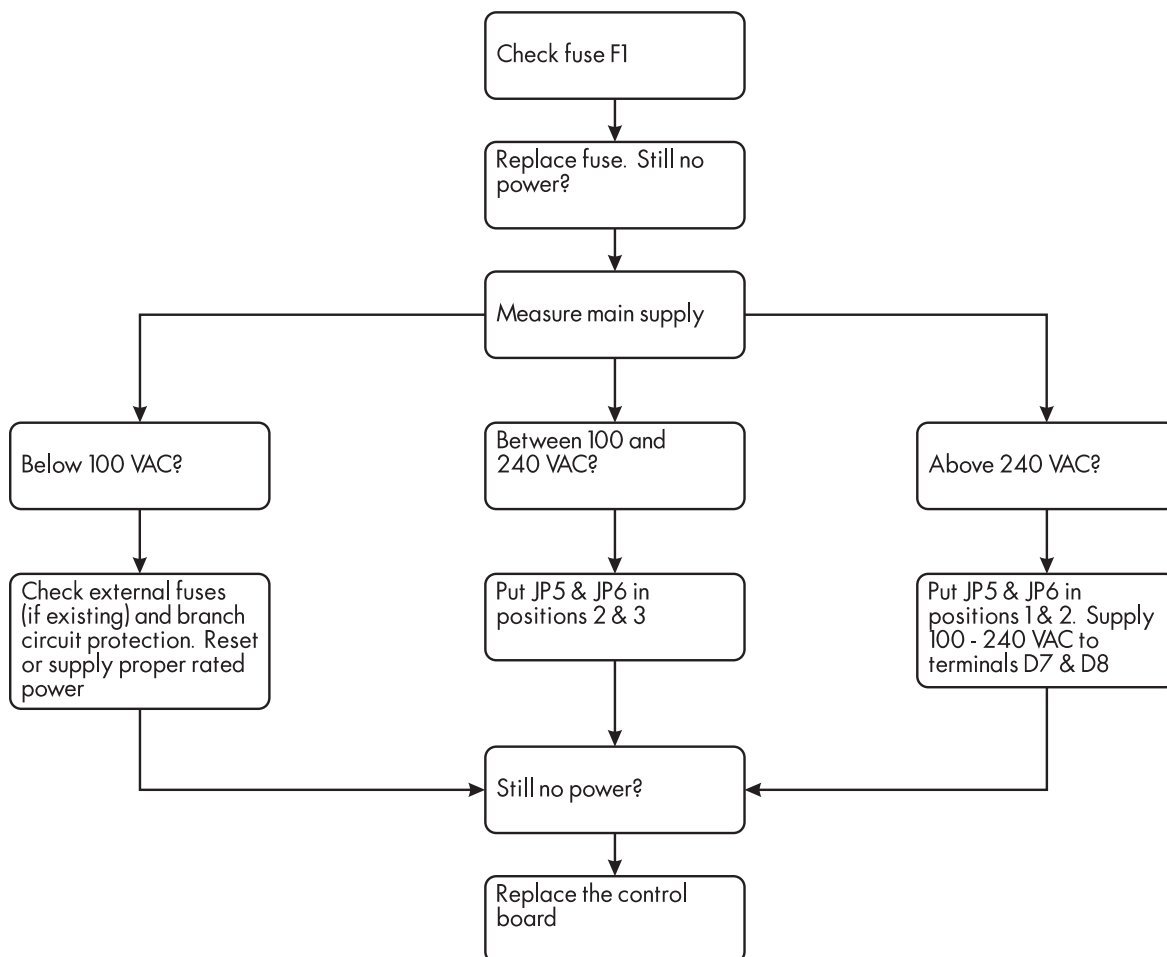 Check fuse F1
Replace fuse. Still no
power?
Measure main supply
Below 100 VAC?
Between 100 and
240 VAC?
Above 240 VAC?
Check external fuses
(if existing) and branch
circuit protection. Reset
or supply proper rated
power
Put JP5 & JP6 in
positions 2 & 3
Put JP5 & JP6 in
positions 1 & 2. Supply
100 - 240 VAC to
terminals D7 & D8
Still no power?
Replace the control
board